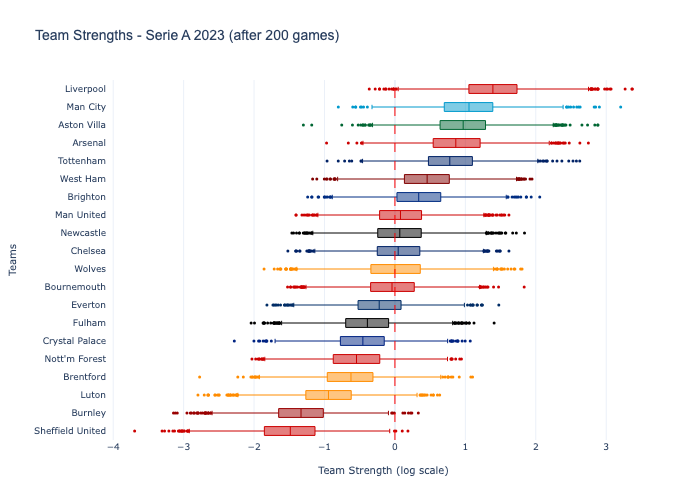 Team Strengths - Serie A 2023 (after 200 games)
Liverpool
Man City
Aston Villa
Arsenal
Tottenham
West Ham
Brighton
Man United
Newcastle
Chelsea
Wolves
Bournemouth
Everton
Fulham
Crystal Palace
Nott'm Forest
Brentford
Luton
Burnley
Sheffield United
Teams
−4 −3 −2 −1 0 1 2 3
Team Strength (log scale)